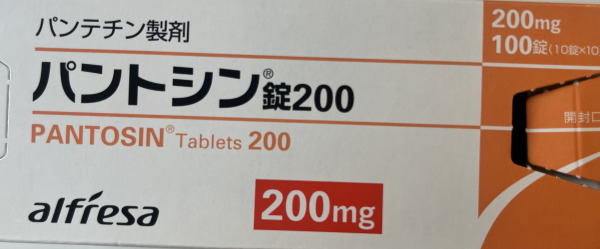 パンテチン製剤
パントシン®錠200
PANTOSIN® Tablets 200
alfresa
200mg
200mg
100錠(10錠×10
開封口